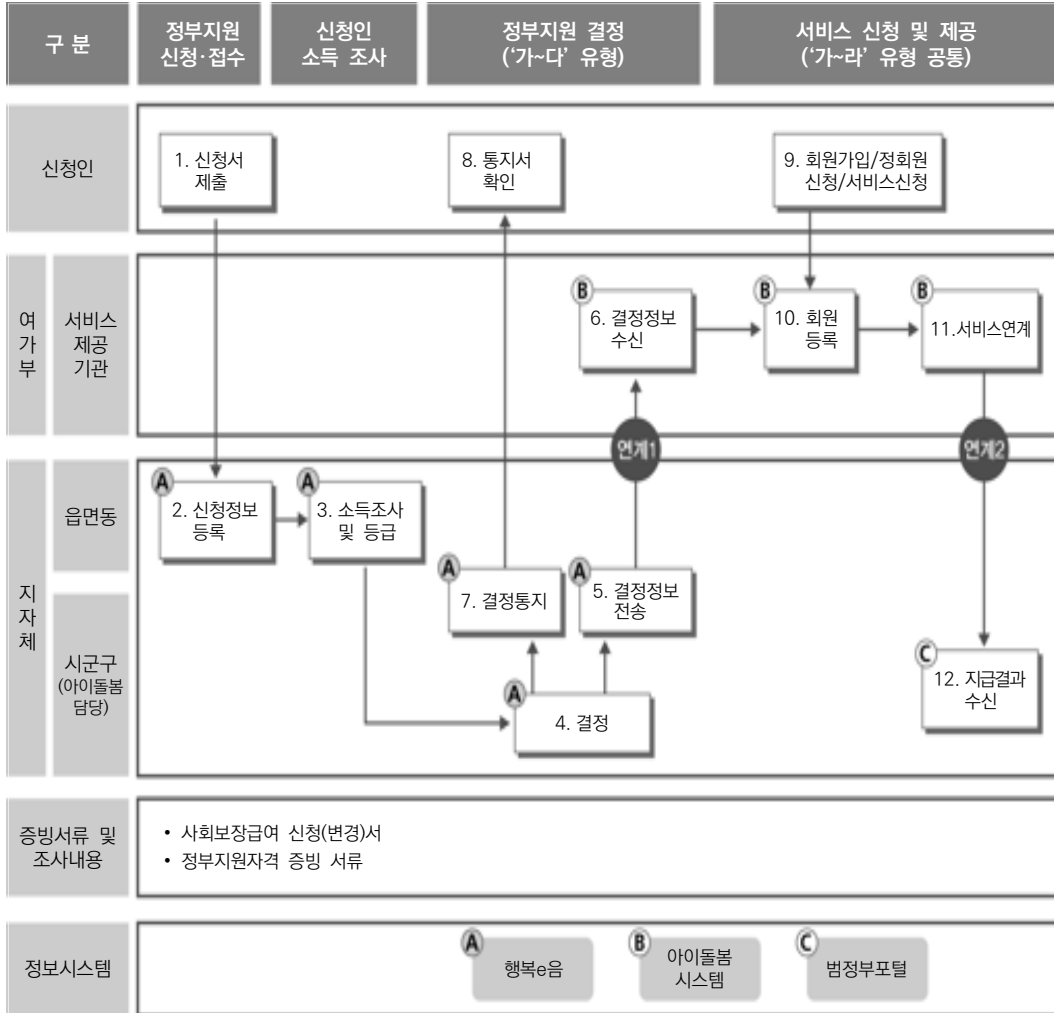 구 분
정부지원
신청·접수
신청인
소득 조사
정부지원 결정
(‘가~다’ 유형)
서비스 신청 및 제공
(‘가~라’ 유형 공통)
신청인
1. 신청서
제출
8. 통지서
확인
9. 회원가입/정회원
신청/서비스신청
여
가
부
서비스
제공
기관
B
6. 결정정보
수신
B
10. 회원
등록
B
11.서비스연계
연계1
연계2
지
자
체
읍면동
A
2. 신청정보
등록
A
3. 소득조사
및 등급
A
7. 결정통지
A
5. 결정정보
전송
시군구
(아이돌봄
담당)
A
4. 결정
C
12. 지급결과
수신
증빙서류 및
조사내용
• 사회보장급여 신청(변경)서
• 정부지원자격 증빙 서류
정보시스템
A
행복e음
B
아이돌봄
시스템
C
범정부포털